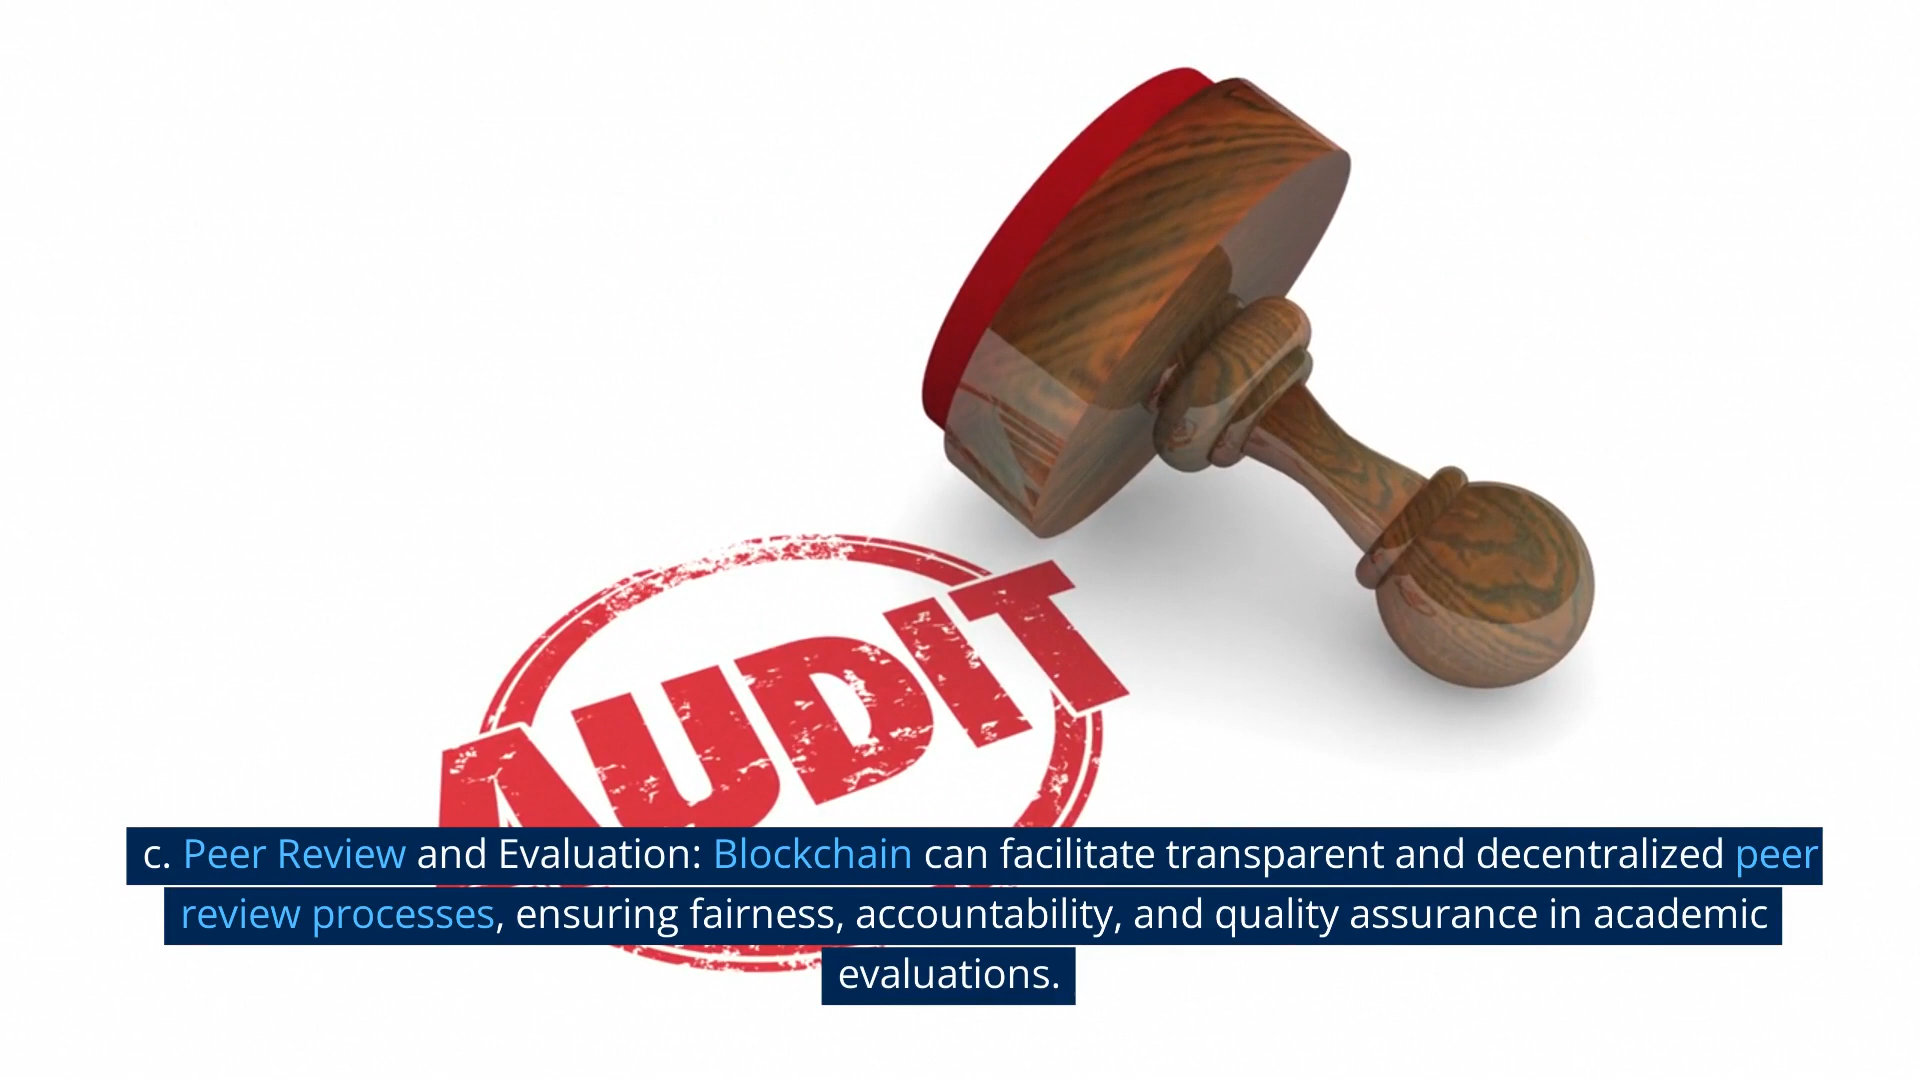 AUDIT
c. Peer Review and Evaluation: Blockchain can facilitate transparent and decentralized peer
review processes, ensuring fairness, accountability, and quality assurance in academic
evaluations.